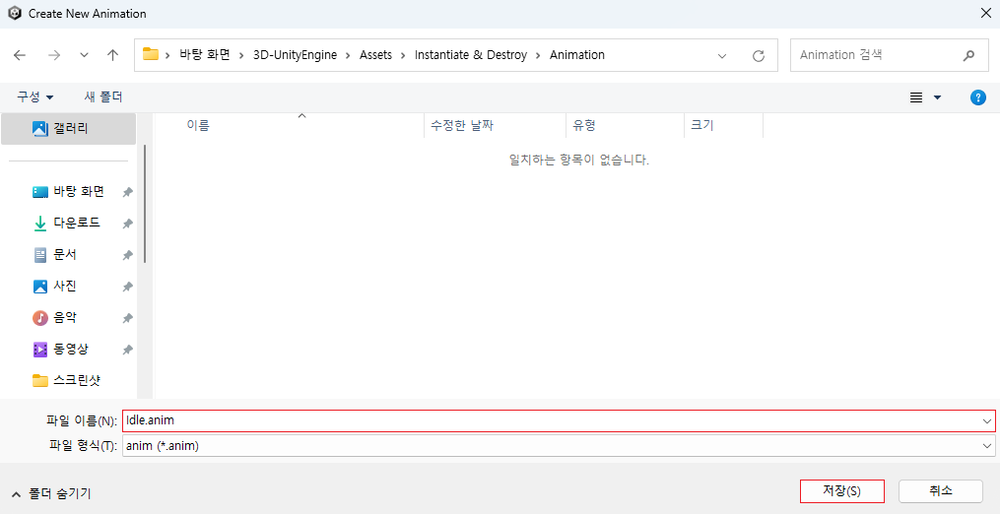 Create New Animation
바탕 화면 > 3D-UnityEngine > Assets > Instantiate & Destroy > Animation
Animation 검색
구성
새 폴더
?
갤러리
이름
수정한 날짜
유형
크기
일치하는 항목이 없습니다.
바탕 화면
다운로드
문서
사진
음악
동영상
스크린샷
파일 이름(N):
Idle.anim
파일 형식(T):
anim (*.anim)
폴더 숨기기
저장(S)
취소